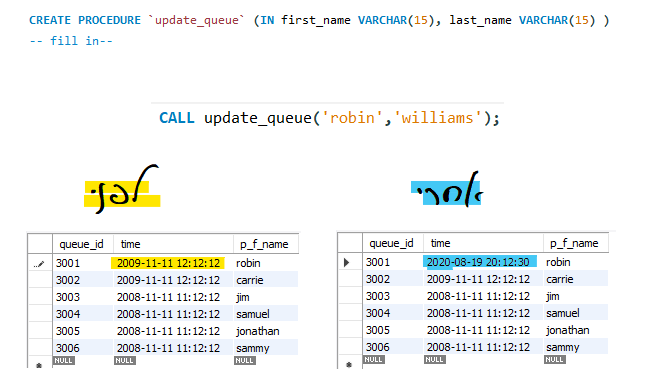 CREATE PROCEDURE `update_queue` (IN first_name VARCHAR(15), last_name VARCHAR(15) )
-- fill in--
CALL update_queue('robin','williams');
לפני אחרי
queue_id time p_f_name
3001 2009-11-11 12:12:12 robin
3002 2009-11-11 12:12:12 carrie
3003 2008-11-11 11:12:12 jim
3004 2008-11-11 11:12:12 samuel
3005 2008-11-11 11:12:12 jonathan
3006 2008-11-11 11:12:12 sammy
NULL NULL NULL
queue_id time p_f_name
3001 2020-08-19 20:12:30 robin
3002 2009-11-11 12:12:12 carrie
3003 2008-11-11 11:12:12 jim
3004 2008-11-11 11:12:12 samuel
3005 2008-11-11 11:12:12 jonathan
3006 2008-11-11 11:12:12 sammy
NULL NULL NULL